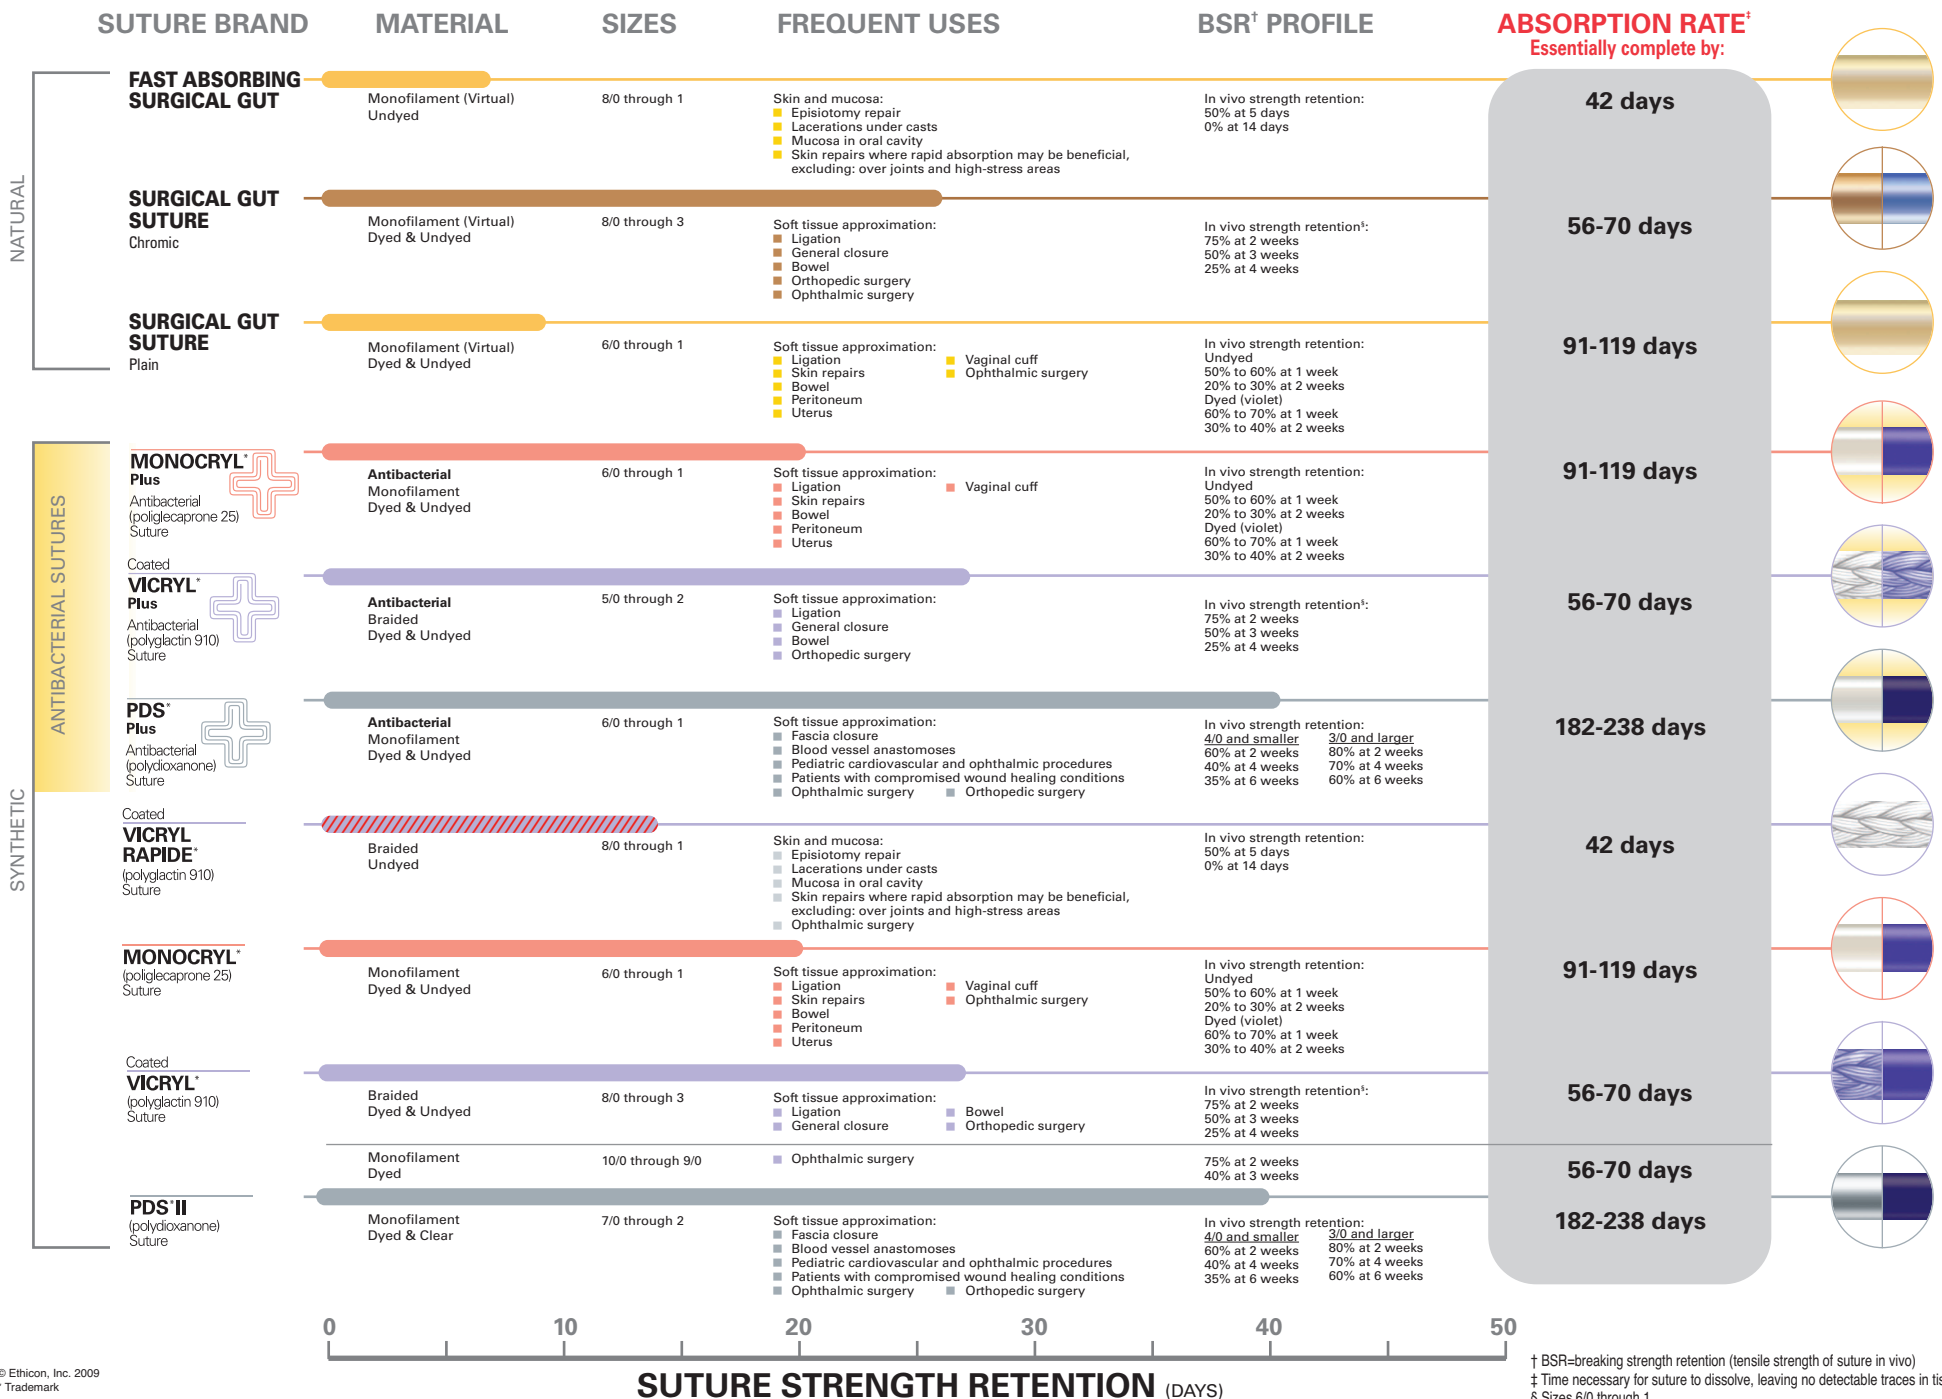 SUTURE BRAND MATERIAL SIZES FREQUENT USES BSR† PROFILE ABSORPTION RATE‡
Essentially complete by:
NATURAL
FAST ABSORBING
SURGICAL GUT
Monofilament (Virtual)
Undyed
8/0 through 1
Skin and mucosa:
Episiotomy repair
Lacerations under casts
Mucosa in oral cavity
Skin repairs where rapid absorption may be beneficial,
excluding: over joints and high-stress areas
In vivo strength retention:
50% at 5 days
0% at 14 days
42 days
SURGICAL GUT
SUTURE
Chromic
Monofilament (Virtual)
Dyed & Undyed
8/0 through 3
Soft tissue approximation:
Ligation
General closure
Bowel
Orthopedic surgery
Ophthalmic surgery
In vivo strength retention§:
75% at 2 weeks
50% at 3 weeks
25% at 4 weeks
56-70 days
SURGICAL GUT
SUTURE
Plain
Monofilament (Virtual)
Dyed & Undyed
6/0 through 1
Soft tissue approximation:
Ligation Vaginal cuff
Skin repairs Ophthalmic surgery
Bowel
Peritoneum
Uterus
In vivo strength retention:
Undyed
50% to 60% at 1 week
20% to 30% at 2 weeks
Dyed (violet)
60% to 70% at 1 week
30% to 40% at 2 weeks
91-119 days
SYNTHETIC
ANTIBACTERIAL SUTURES
MONOCRYL*
Plus
Antibacterial
(poliglecaprone 25)
Suture
Antibacterial
Monofilament
Dyed & Undyed
6/0 through 1
Soft tissue approximation:
Ligation Vaginal cuff
Skin repairs
Bowel
Peritoneum
Uterus
In vivo strength retention:
Undyed
50% to 60% at 1 week
20% to 30% at 2 weeks
Dyed (violet)
60% to 70% at 1 week
30% to 40% at 2 weeks
91-119 days
Coated
VICRYL*
Plus
Antibacterial
(polyglactin 910)
Suture
Antibacterial
Braided
Dyed & Undyed
5/0 through 2
Soft tissue approximation:
Ligation
General closure
Bowel
Orthopedic surgery
In vivo strength retention§:
75% at 2 weeks
50% at 3 weeks
25% at 4 weeks
56-70 days
PDS*
Plus
Antibacterial
(polydioxanone)
Suture
Antibacterial
Monofilament
Dyed & Undyed
6/0 through 1
Soft tissue approximation:
Fascia closure
Blood vessel anastomoses
Pediatric cardiovascular and ophthalmic procedures
Patients with compromised wound healing conditions
Ophthalmic surgery Orthopedic surgery
In vivo strength retention:
4/0 and smaller 3/0 and larger
60% at 2 weeks 80% at 2 weeks
40% at 4 weeks 70% at 4 weeks
35% at 6 weeks 60% at 6 weeks
182-238 days
Coated
VICRYL
RAPIDE*
(polyglactin 910)
Suture
Braided
Undyed
8/0 through 1
Skin and mucosa:
Episiotomy repair
Lacerations under casts
Mucosa in oral cavity
Skin repairs where rapid absorption may be beneficial,
excluding: over joints and high-stress areas
Ophthalmic surgery
In vivo strength retention:
50% at 5 days
0% at 14 days
42 days
MONOCRYL*
(poliglecaprone 25)
Suture
Monofilament
Dyed & Undyed
6/0 through 1
Soft tissue approximation:
Ligation Vaginal cuff
Skin repairs Ophthalmic surgery
Bowel
Peritoneum
Uterus
In vivo strength retention:
Undyed
50% to 60% at 1 week
20% to 30% at 2 weeks
Dyed (violet)
60% to 70% at 1 week
30% to 40% at 2 weeks
91-119 days
Coated
VICRYL*
(polyglactin 910)
Suture
Braided
Dyed & Undyed
8/0 through 3
Soft tissue approximation:
Ligation Bowel
General closure Orthopedic surgery
In vivo strength retention§:
75% at 2 weeks
50% at 3 weeks
25% at 4 weeks
56-70 days
Monofilament
Dyed
10/0 through 9/0
Ophthalmic surgery
75% at 2 weeks
40% at 3 weeks
56-70 days
PDS*II
(polydioxanone)
Suture
Monofilament
Dyed & Clear
7/0 through 2
Soft tissue approximation:
Fascia closure
Blood vessel anastomoses
Pediatric cardiovascular and ophthalmic procedures
Patients with compromised wound healing conditions
Ophthalmic surgery Orthopedic surgery
In vivo strength retention:
4/0 and smaller 3/0 and larger
60% at 2 weeks 80% at 2 weeks
40% at 4 weeks 70% at 4 weeks
35% at 6 weeks 60% at 6 weeks
182-238 days
0 10 20 30 40 50
SUTURE STRENGTH RETENTION (DAYS)
© Ethicon, Inc. 2009
* Trademark
† BSR=breaking strength retention (tensile strength of suture in vivo)
‡ Time necessary for suture to dissolve, leaving no detectable traces in
§ Sizes 6/0 through 1